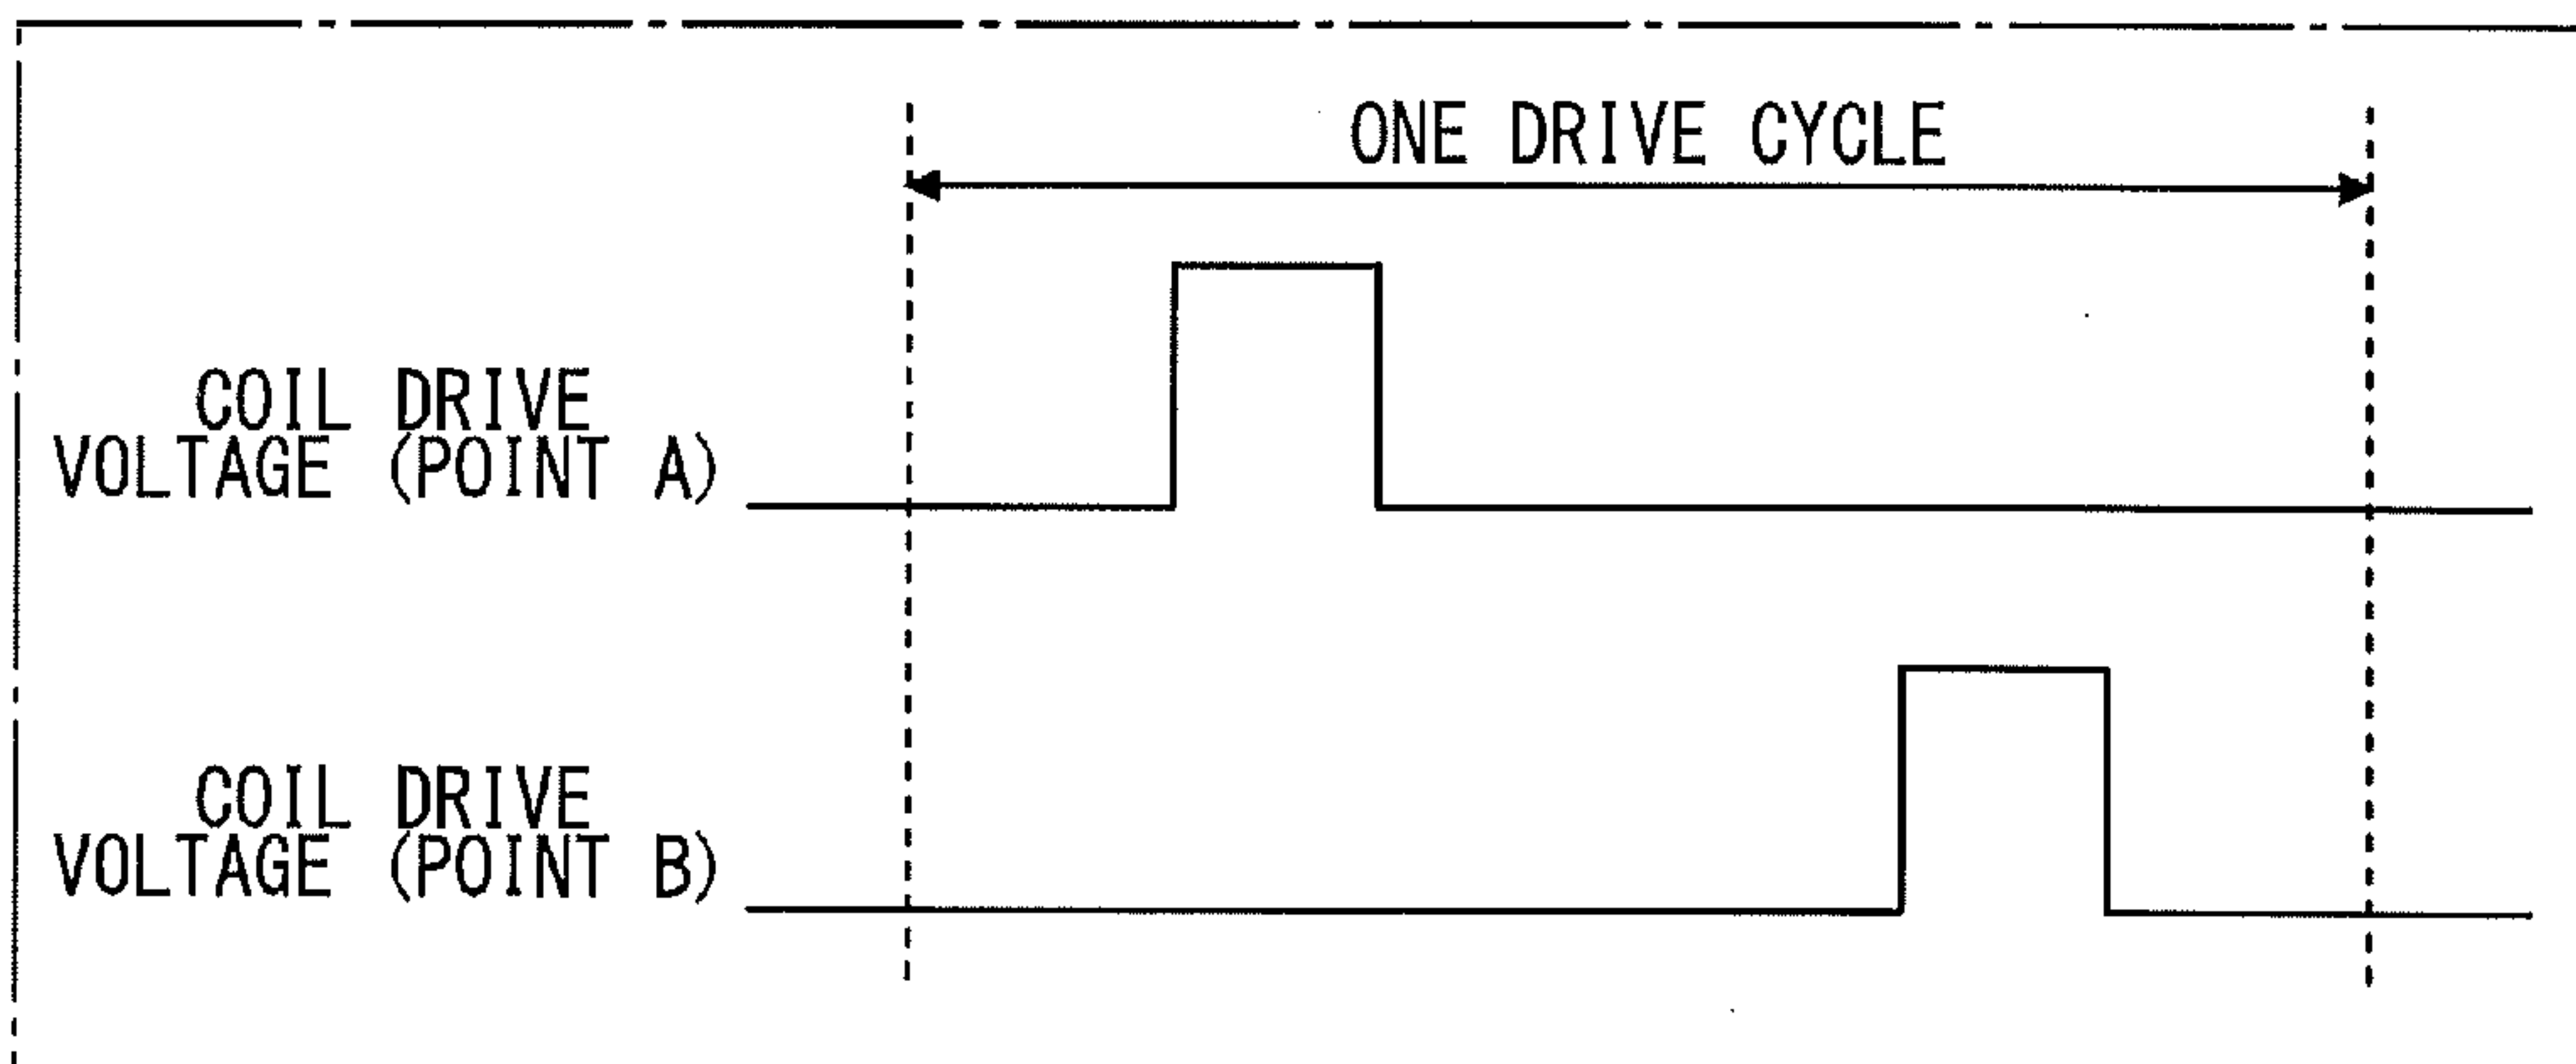 ONE DRIVE CYCLE
COIL DRIVE
VOLTAGE (POINT A)
COIL DRIVE
VOLTAGE (POINT B)